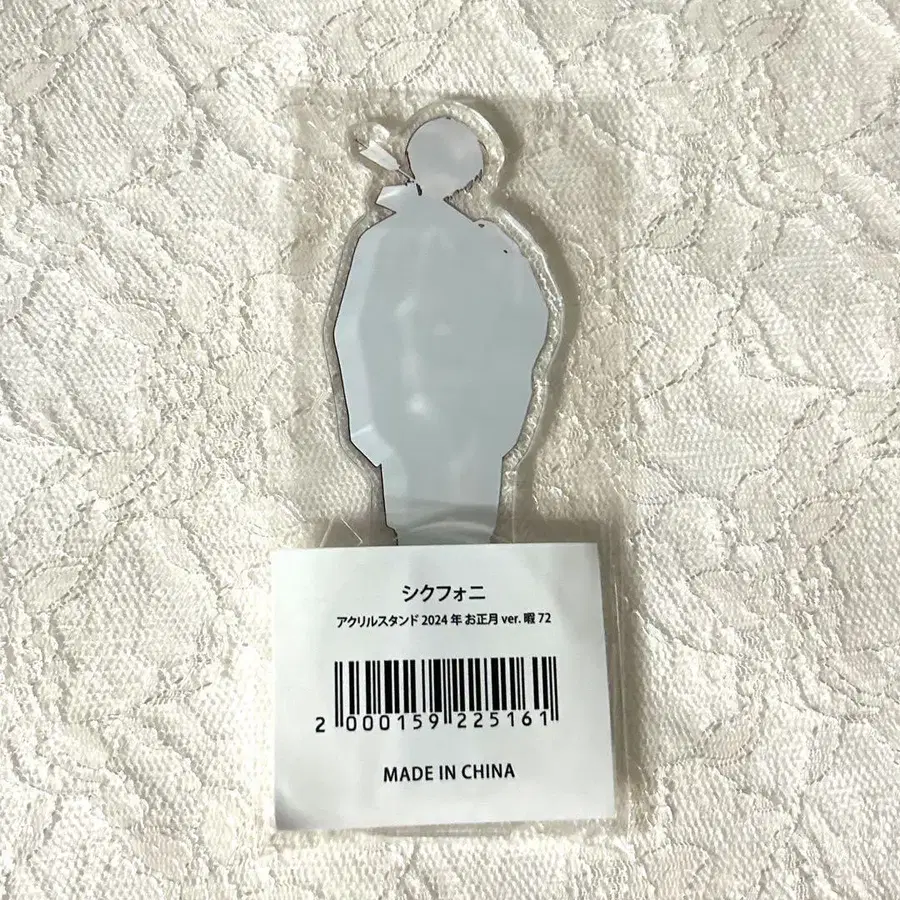 シクフォニ
アクリルスタンド 2024 年 お正月 ver. 暇 72
2 000159 225161
MADE IN CHINA